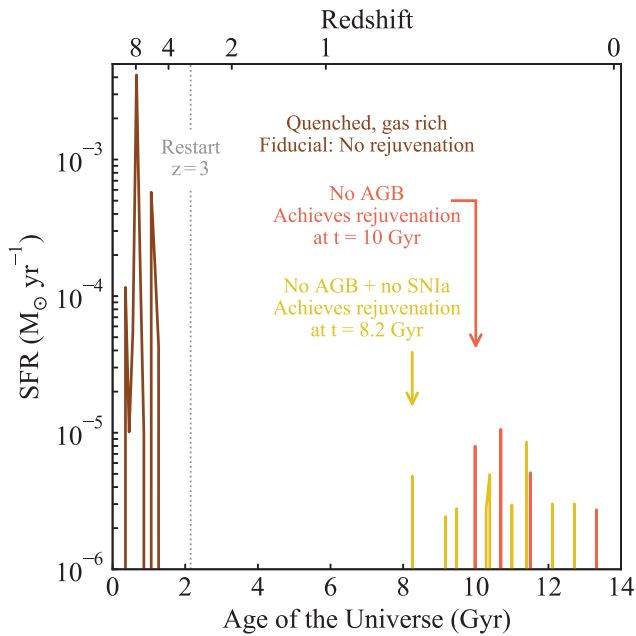 Redshift
8 4 2 1 0
Quenched, gas rich
Fiducial: No rejuvenation
Restart
z = 3
No AGB
Achieves rejuvenation
at t = 10 Gyr
No AGB + no SNIa
Achieves rejuvenation
at t = 8.2 Gyr
SFR (M⊙ yr⁻¹)
10⁻³
10⁻⁴
10⁻⁵
10⁻⁶
0 2 4 6 8 10 12 14
Age of the Universe (Gyr)